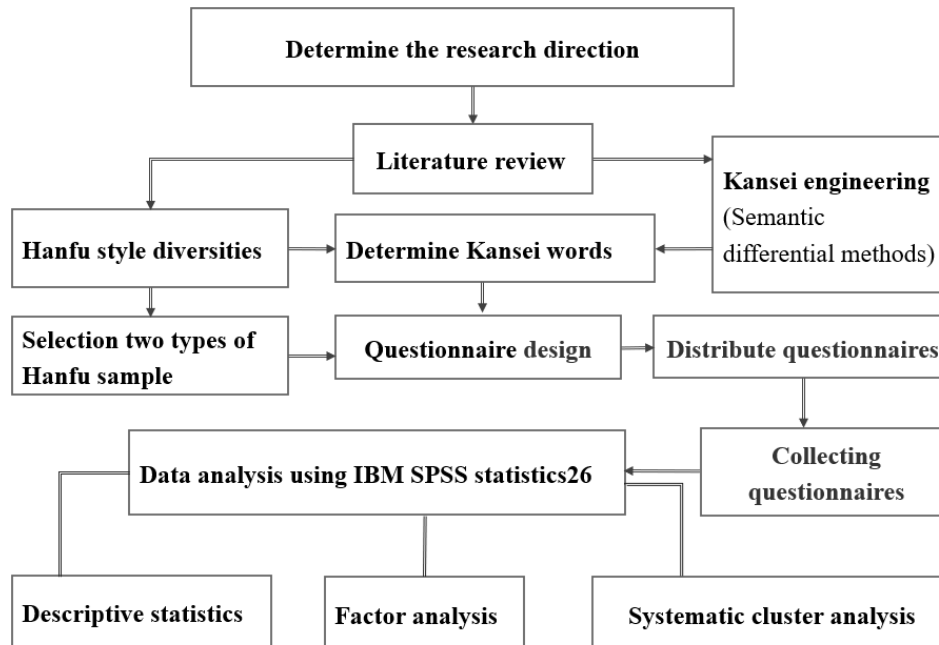 Determine the research direction
Literature review
Kansei engineering
(Semantic
differential methods)
Hanfu style diversities
Determine Kansei words
Selection two types of
Hanfu sample
Questionnaire design
Distribute questionnaires
Collecting
questionnaires
Data analysis using IBM SPSS statistics26
Descriptive statistics
Factor analysis
Systematic cluster analysis